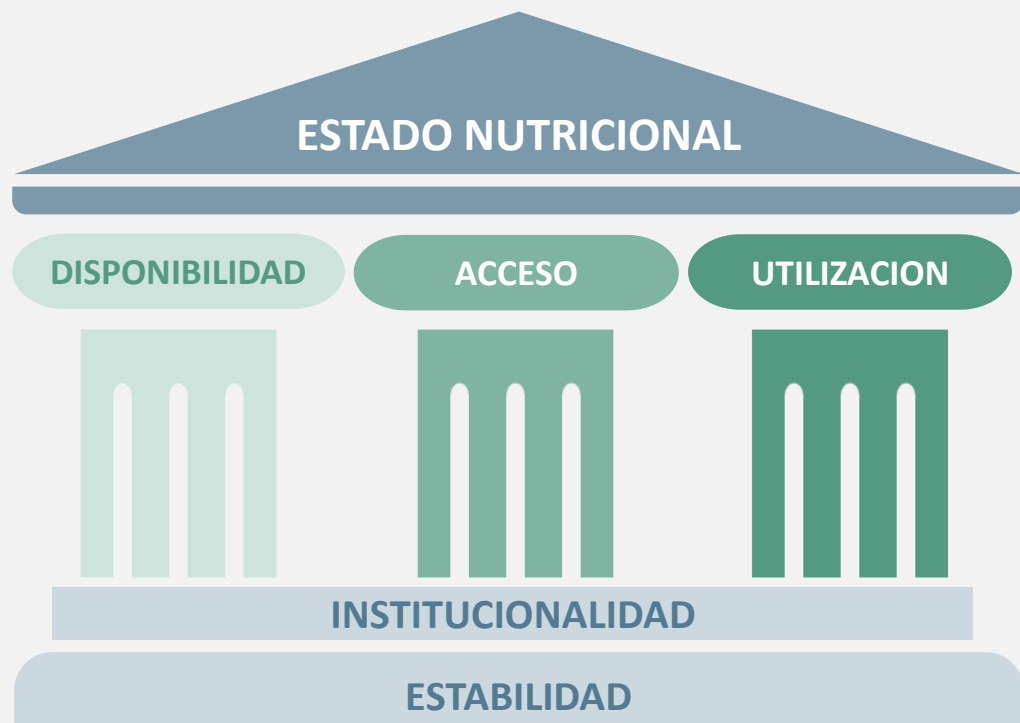 ESTADO NUTRICIONAL
DISPONIBILIDAD
ACCESO
UTILIZACION
INSTITUCIONALIDAD
ESTABILIDAD